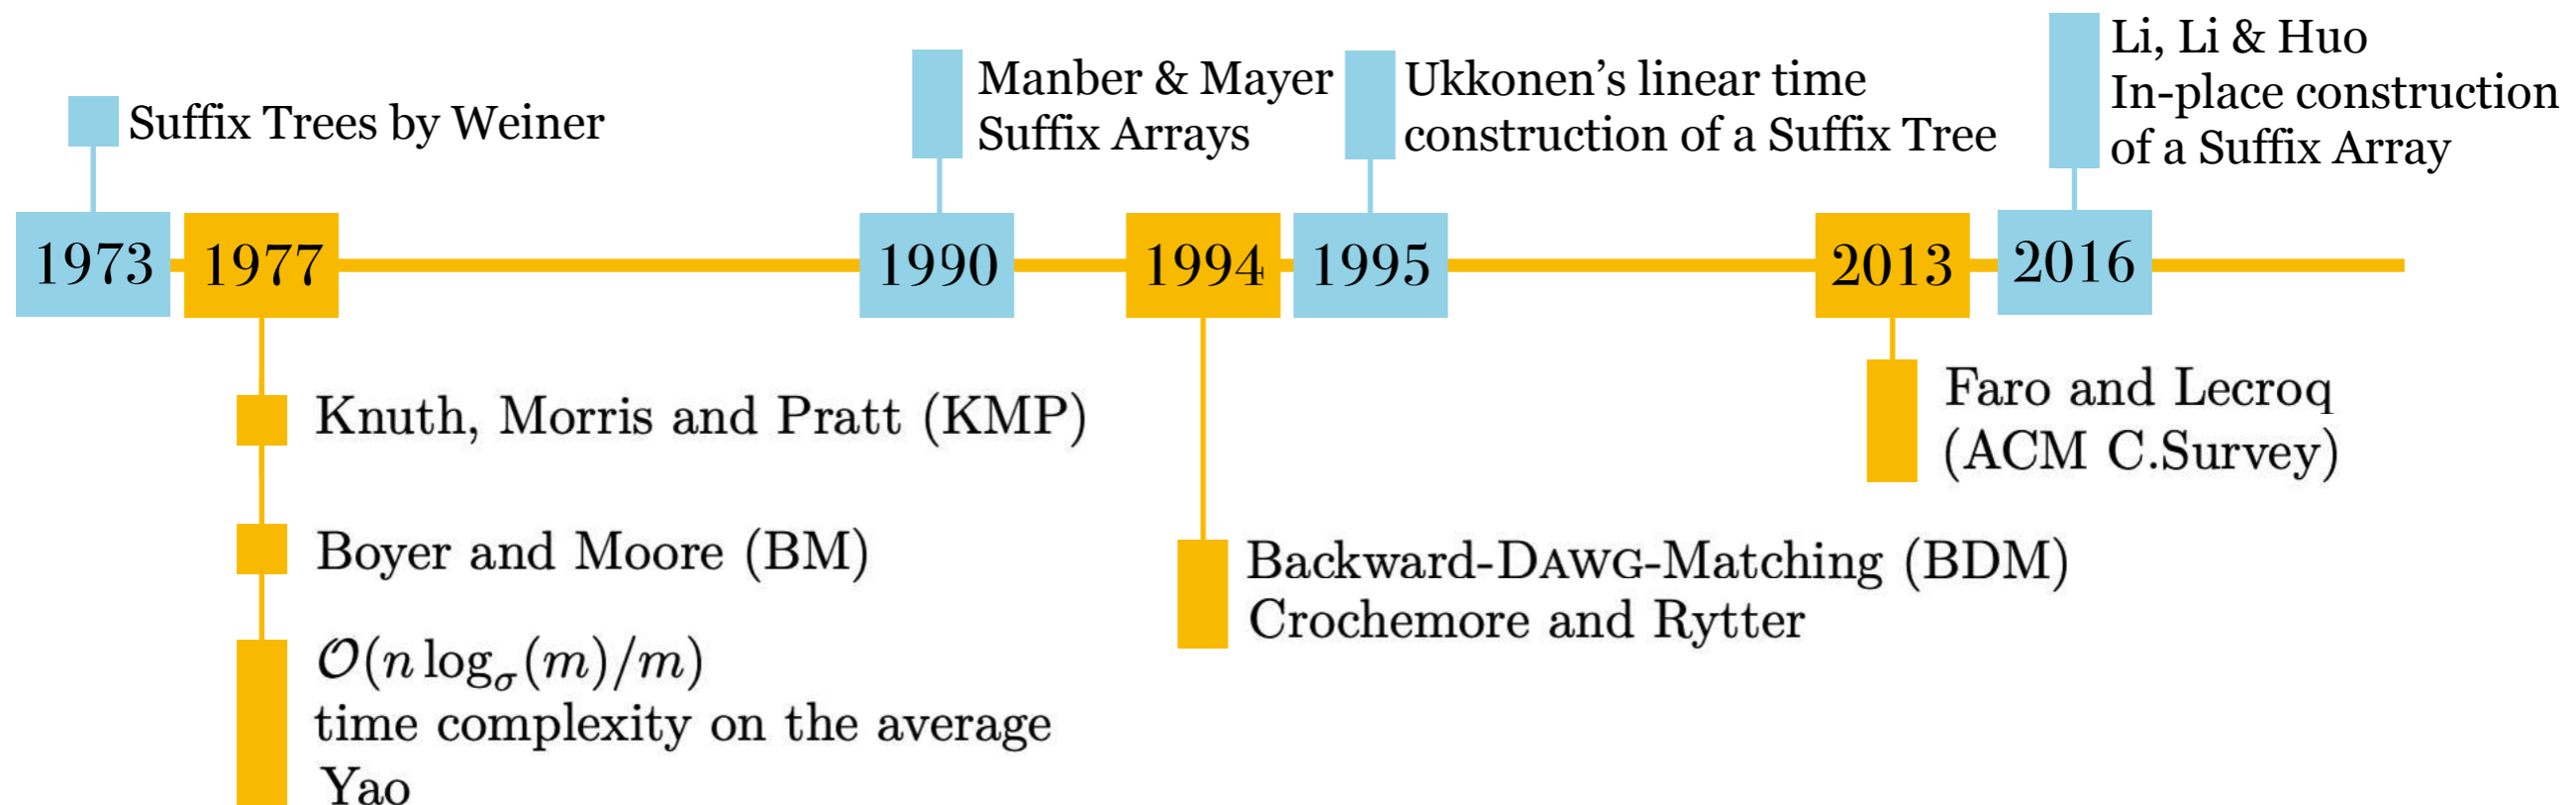 Suffix Trees by Weiner
Manber & Mayer
Suffix Arrays
Ukkonen’s linear time
construction of a Suffix Tree
Li, Li & Huo
In-place construction
of a Suffix Array
1973
1977
1990
1994
1995
2013
2016
Knuth, Morris and Pratt (KMP)
Boyer and Moore (BM)
𝒪(n log_σ(m)/m)
time complexity on the average
Yao
Backward-DAWG-Matching (BDM)
Crochemore and Rytter
Faro and Lecroq
(ACM C.Survey)